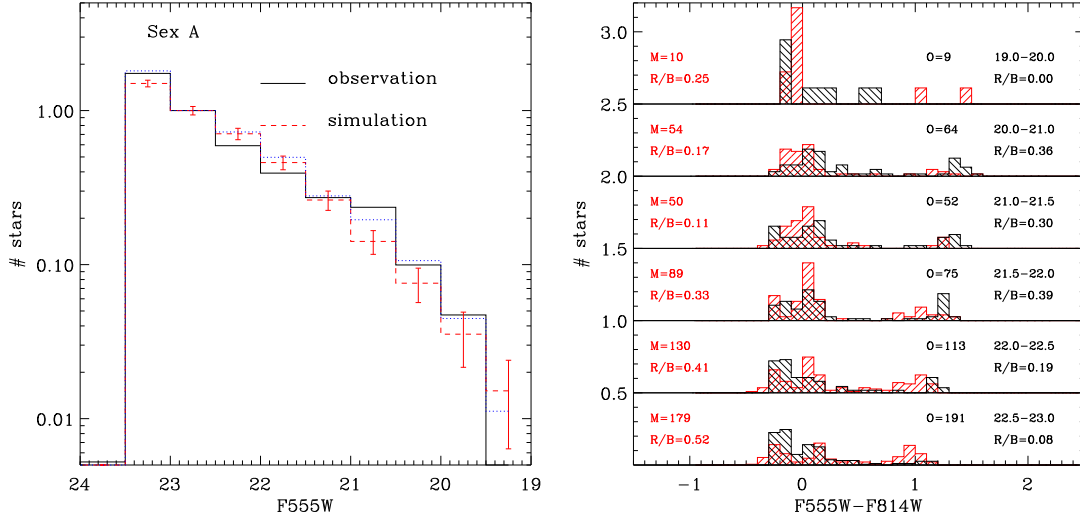 Sex A
observation
simulation
1.00
0.10
0.01
# stars
24 23 22 21 20 19
F555W
3.0
2.5
2.0
1.5
1.0
0.5
# stars
M=10 O=9 19.0-20.0
R/B=0.25 R/B=0.00
M=54 O=64 20.0-21.0
R/B=0.17 R/B=0.36
M=50 O=52 21.0-21.5
R/B=0.11 R/B=0.30
M=89 O=75 21.5-22.0
R/B=0.33 R/B=0.39
M=130 O=113 22.0-22.5
R/B=0.41 R/B=0.19
M=179 O=191 22.5-23.0
R/B=0.52 R/B=0.08
-1 0 1 2
F555W-F814W